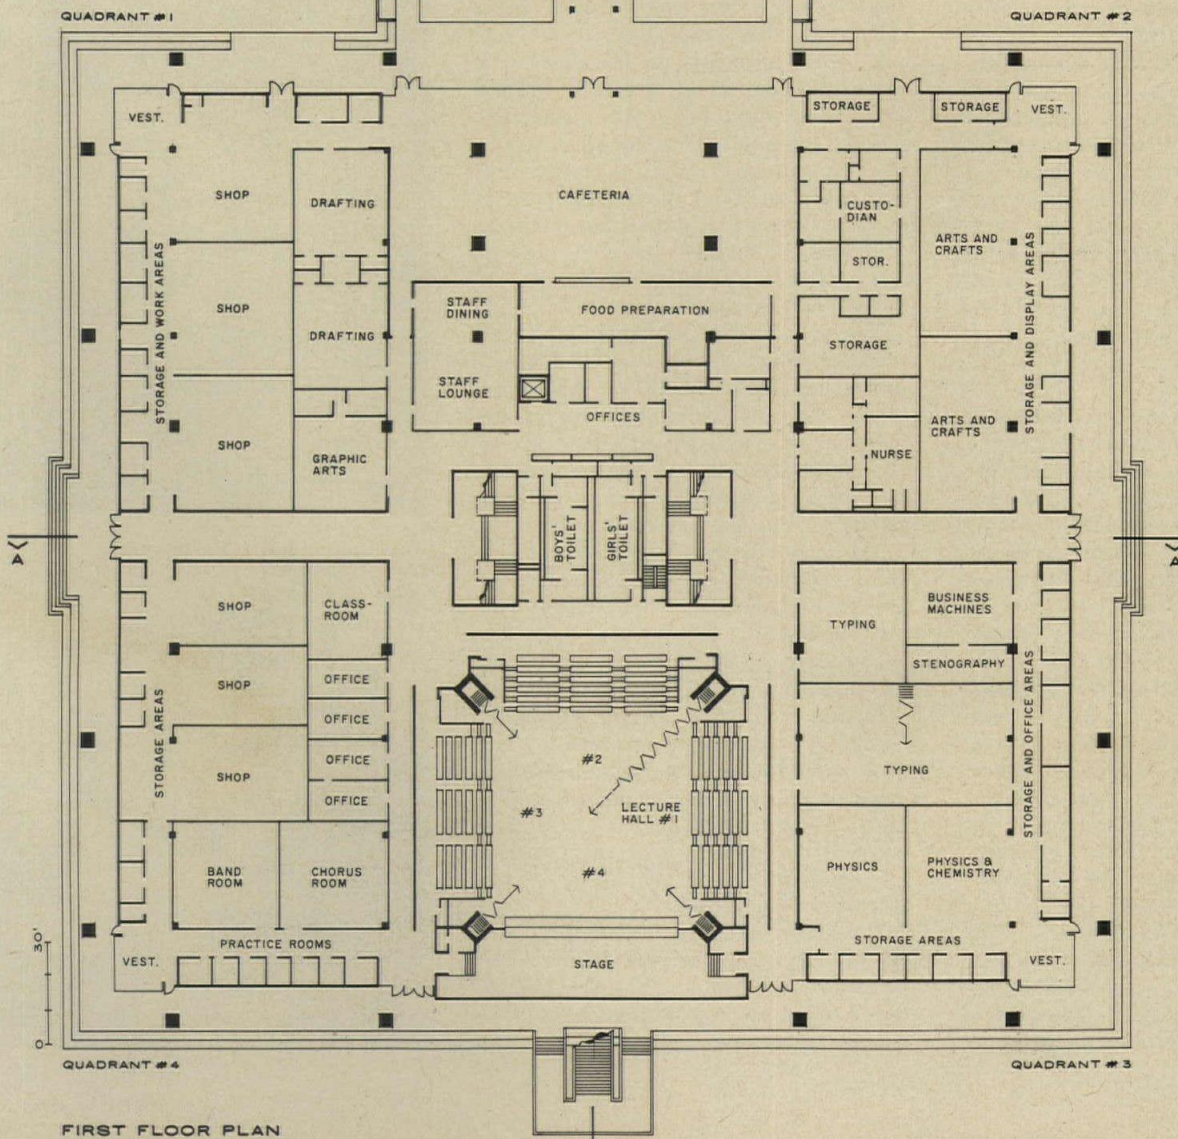 QUADRANT #1
QUADRANT #2
VEST.
STORAGE
STORAGE
VEST.
SHOP
DRAFTING
CAFETERIA
CUSTO-
DIAN
STOR.
ARTS AND
CRAFTS
STORAGE AND WORK AREAS
STORAGE AND DISPLAY AREAS
SHOP
DRAFTING
STAFF
DINING
FOOD PREPARATION
STORAGE
STAFF
LOUNGE
OFFICES
SHOP
GRAPHIC
ARTS
NURSE
ARTS AND
CRAFTS
BOYS'
TOILET
GIRLS'
TOILET
A
A
SHOP
CLASS-
ROOM
TYPING
BUSINESS
MACHINES
STENOGRAPHY
SHOP
OFFICE
OFFICE
OFFICE
OFFICE
STORAGE AREAS
STORAGE AND OFFICE AREAS
SHOP
#2
#3
LECTURE
HALL #1
#4
TYPING
BAND
ROOM
CHORUS
ROOM
PHYSICS
PHYSICS &
CHEMISTRY
PRACTICE ROOMS
STORAGE AREAS
VEST.
STAGE
VEST.
30'
0
QUADRANT #4
QUADRANT #3
FIRST FLOOR PLAN